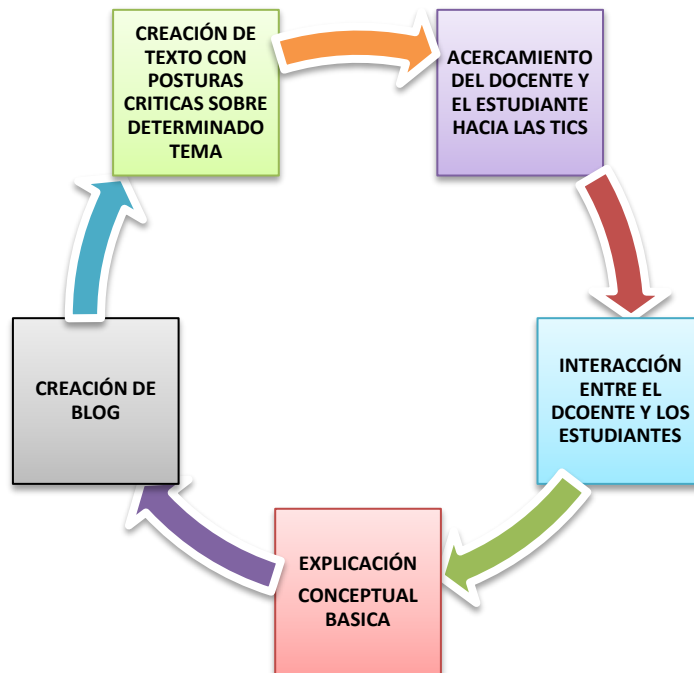 CREACIÓN DE
TEXTO CON
POSTURAS
CRITICAS SOBRE
DETERMINADO
TEMA
ACERCAMIENTO
DEL DOCENTE Y
EL ESTUDIANTE
HACIA LAS TICS
INTERACCIÓN
ENTRE EL
DCOENTE Y LOS
ESTUDIANTES
EXPLICACIÓN
CONCEPTUAL
BASICA
CREACIÓN DE
BLOG